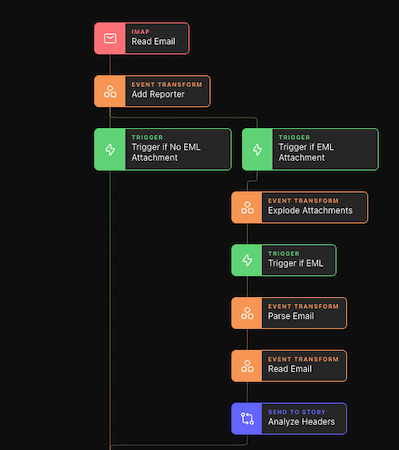 IMAP
Read Email
EVENT TRANSFORM
Add Reporter
TRIGGER
Trigger if No EML
Attachment
TRIGGER
Trigger if EML
Attachment
EVENT TRANSFORM
Explode Attachments
TRIGGER
Trigger if EML
EVENT TRANSFORM
Parse Email
EVENT TRANSFORM
Read Email
SEND TO STORY
Analyze Headers